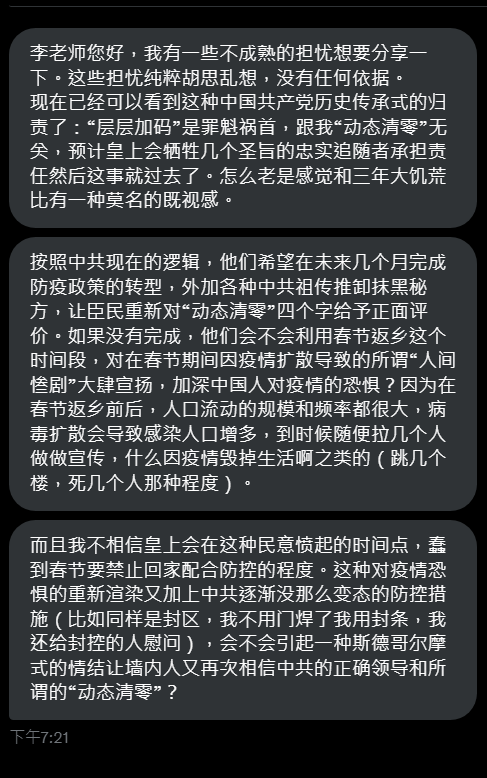 李老师您好，我有一些不成熟的担忧想要分享一
下。这些担忧纯粹胡思乱想，没有任何依据。
现在已经可以看到这种中国共产党历史传承式的归
责了：“层层加码”是罪魁祸首，跟我“动态清零”无
关，预计皇上会牺牲几个圣旨的忠实追随者承担责
任然后这事就过去了。怎么老是感觉和三年大饥荒
比有一种莫名的既视感。
按照中共现在的逻辑，他们希望在未来几个月完成
防疫政策的转型，外加各种中共祖传推卸抹黑秘
方，让臣民重新对“动态清零”四个字给予正面评
价。如果没有完成，他们会不会利用春节返乡这个
时间段，对在春节期间因疫情扩散导致的所谓“人间
惨剧”大肆宣扬，加深中国人对疫情的恐惧？因为在
春节返乡前后，人口流动的规模和频率都很大，病
毒扩散会导致感染人口增多，到时候随便拉几个人
做做宣传，什么因疫情毁掉生活啊之类的（跳几个
楼，死几个人那种程度）。
而且我不相信皇上会在这种民意愤起的时间点，蠢
到春节要禁止回家配合防控的程度。这种对疫情恐
惧的重新渲染又加上中共逐渐没那么变态的防控措
施（比如同样是封区，我不用门焊了我用封条，我
还给封控的人慰问），会不会引起一种斯德哥尔摩
式的情结让墙内人又再次相信中共的正确领导和所
谓的“动态清零”？
下午7:21